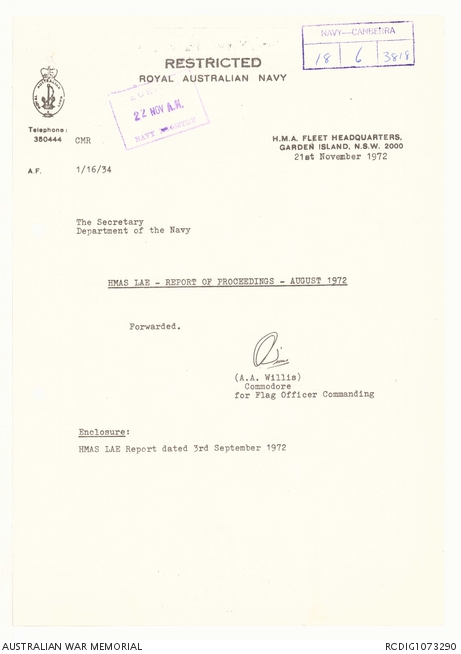 RESTRICTED
ROYAL AUSTRALIAN NAVY
NAVY—CANBERRA
18 6 3818
22 NOV A.M.
NAVY
Telephone:
350444
CMR
H.M.A. FLEET HEADQUARTERS,
GARDEN ISLAND, N.S.W. 2000
21st November 1972
A.F. 1/16/34
The Secretary
Department of the Navy
HMAS LAE - REPORT OF PROCEEDINGS - AUGUST 1972
Forwarded.
(A.A. Willis)
Commodore
for Flag Officer Commanding
Enclosure:
HMAS LAE Report dated 3rd September 1972
AUSTRALIAN WAR MEMORIAL
RCDIG1073290